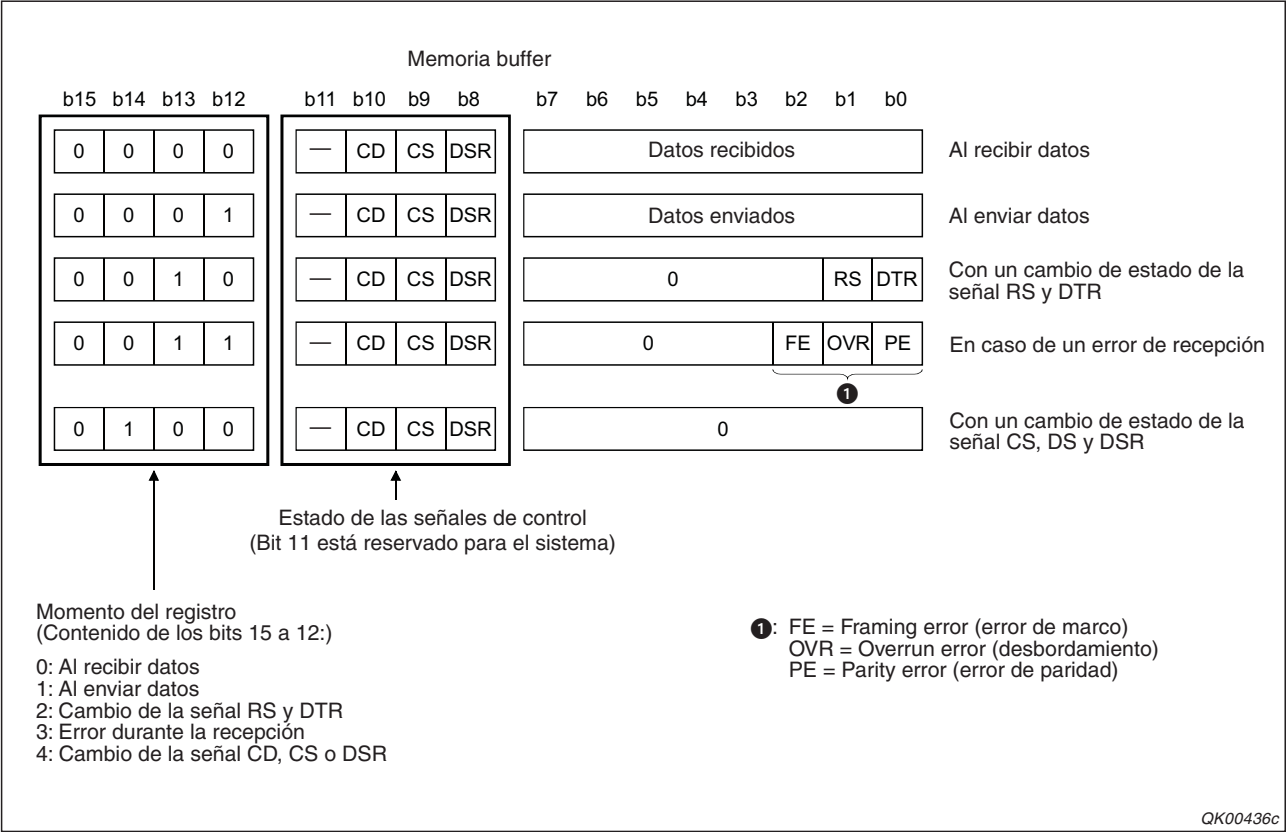 Memoria buffer
b15 b14 b13 b12 b11 b10 b9 b8 b7 b6 b5 b4 b3 b2 b1 b0
0 0 0 0 — CD CS DSR Datos recibidos Al recibir datos
0 0 0 1 — CD CS DSR Datos enviados Al enviar datos
0 0 1 0 — CD CS DSR 0 RS DTR Con un cambio de estado de la
señal RS y DTR
0 0 1 1 — CD CS DSR 0 FE OVR PE En caso de un error de recepción
❶
0 1 0 0 — CD CS DSR 0 Con un cambio de estado de la
señal CS, DS y DSR
Estado de las señales de control
(Bit 11 está reservado para el sistema)
Momento del registro
(Contenido de los bits 15 a 12:)
0: Al recibir datos
1: Al enviar datos
2: Cambio de la señal RS y DTR
3: Error durante la recepción
4: Cambio de la señal CD, CS o DSR
❶: FE = Framing error (error de marco)
OVR = Overrun error (desbordamiento)
PE = Parity error (error de paridad)
QK00436c